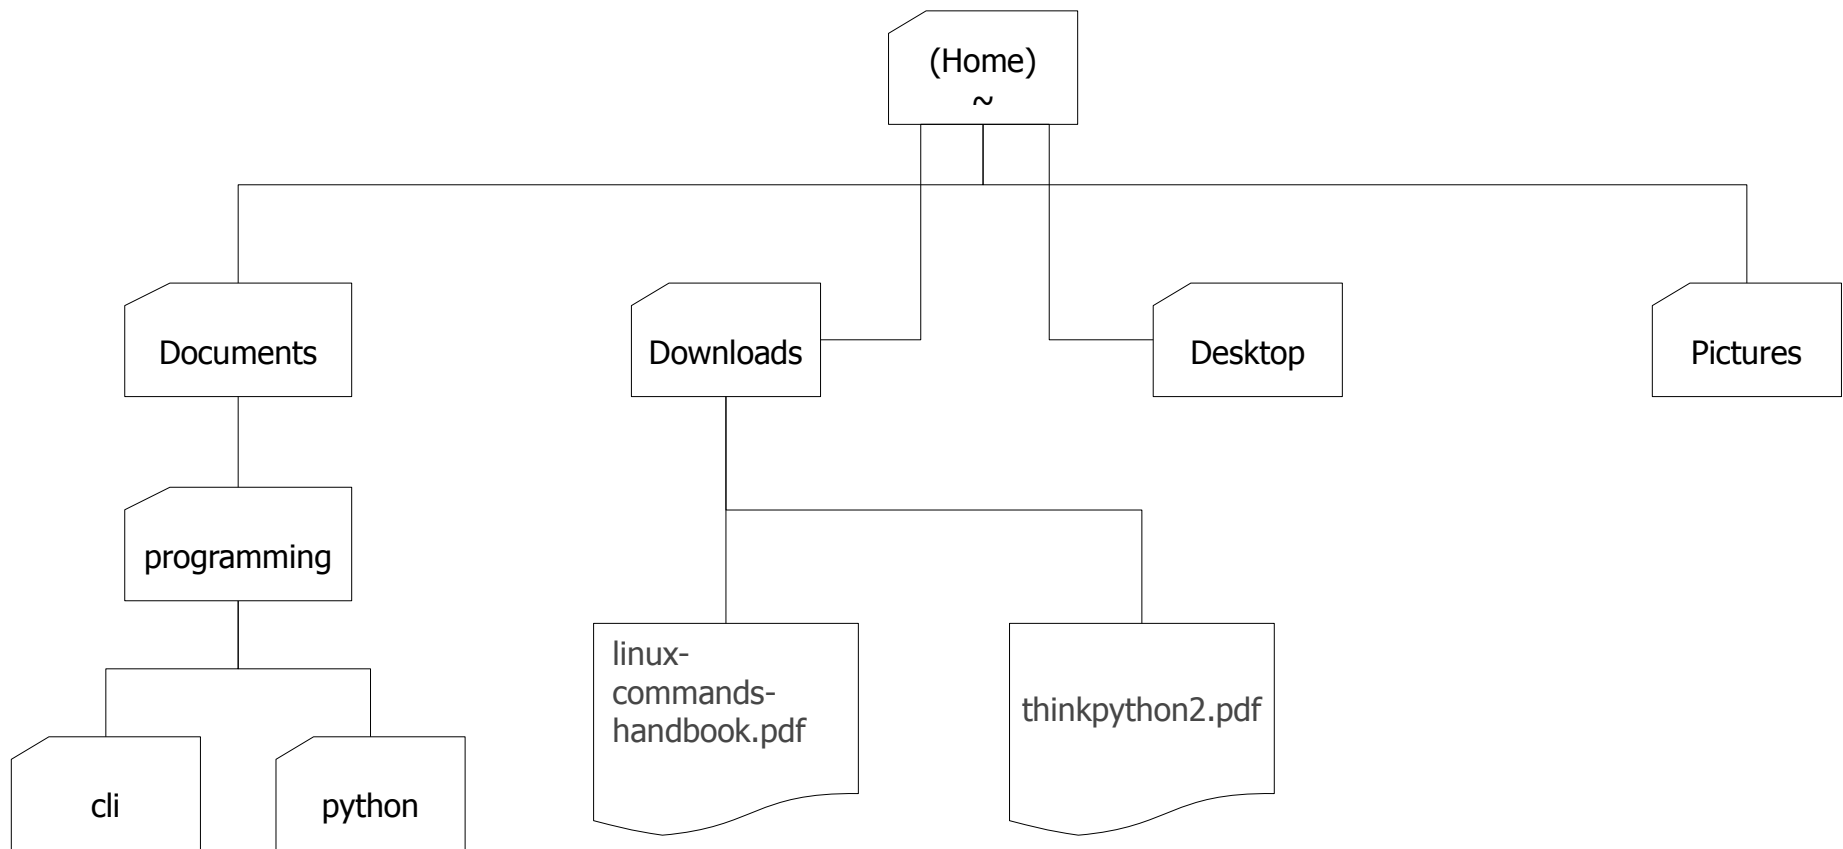 (Home)
~
Documents
Downloads
Desktop
Pictures
programming
linux-
commands-
handbook.pdf
thinkpython2.pdf
cli
python